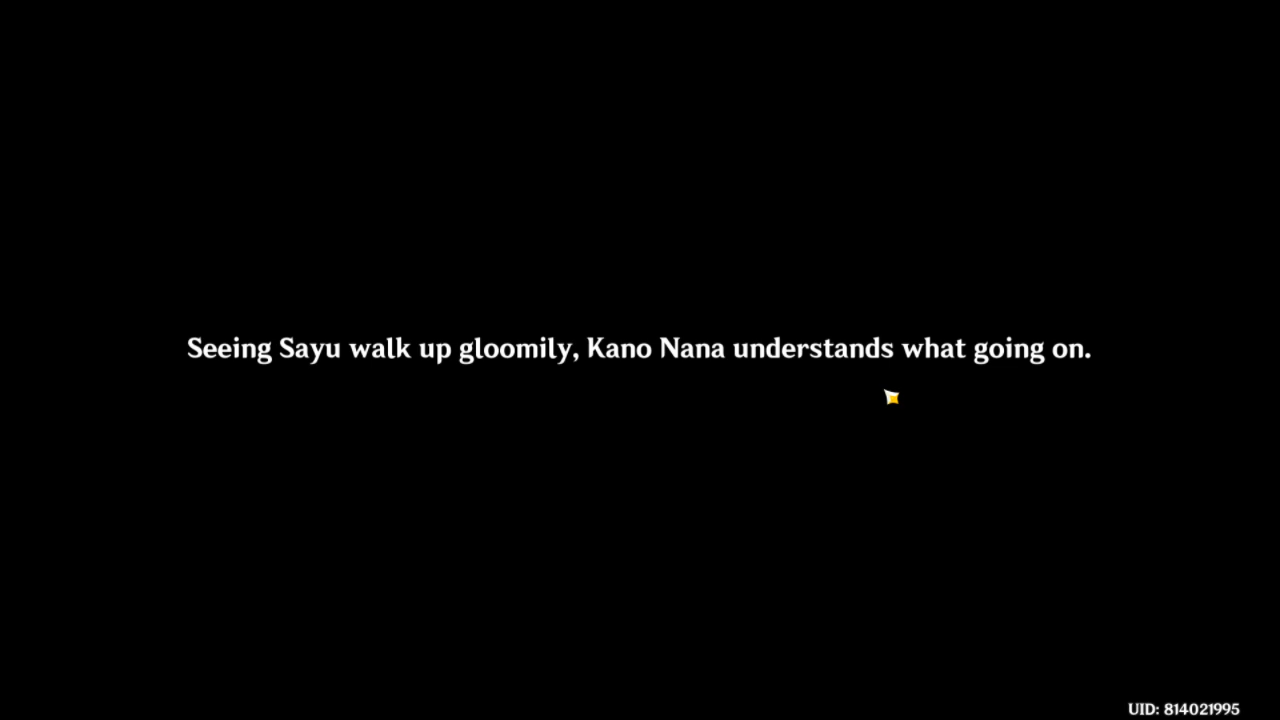 Seeing Sayu walk up gloomily, Kano Nana understands what going on.
UID: 814021995